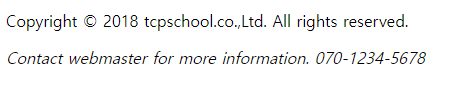 Copyright © 2018 tcpschool.co.,Ltd. All rights reserved.
Contact webmaster for more information. 070-1234-5678